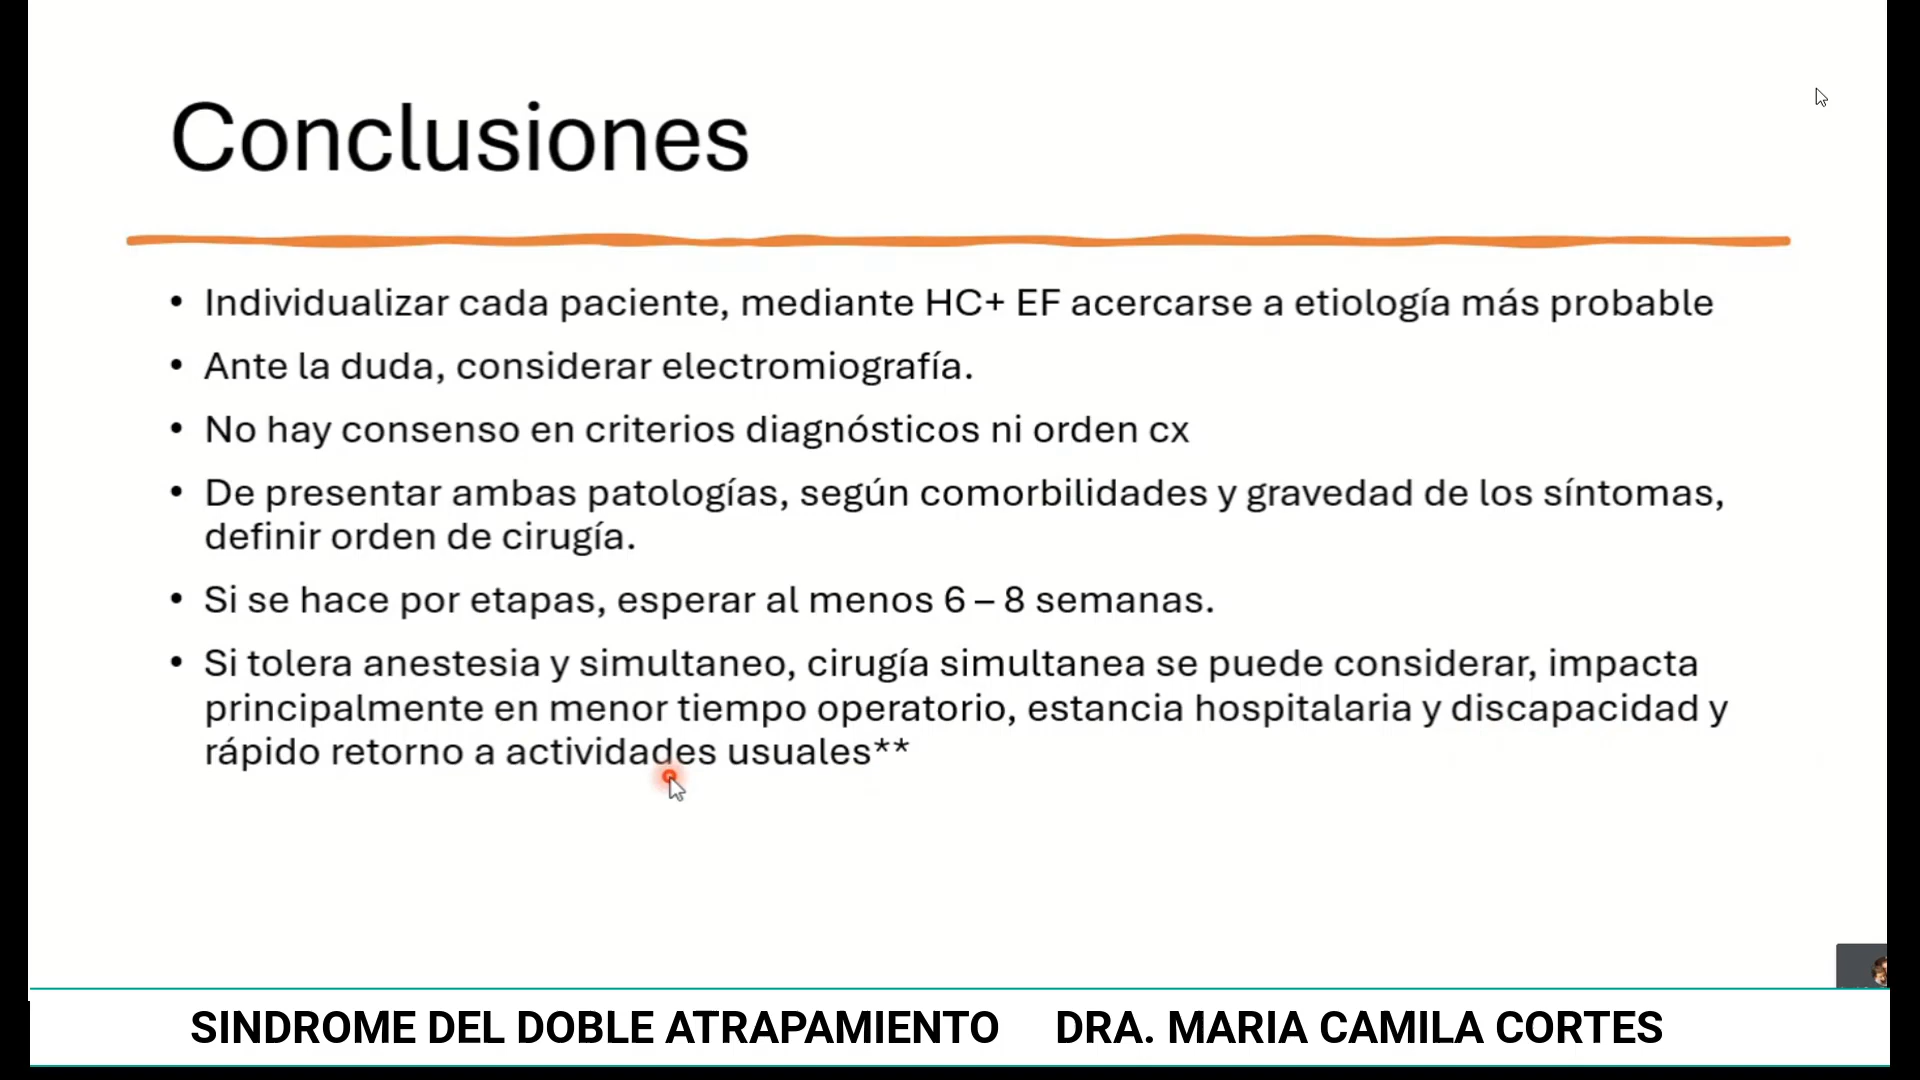 Conclusiones
• Individualizar cada paciente, mediante HC+ EF acercarse a etiología más probable
• Ante la duda, considerar electromiografía.
• No hay consenso en criterios diagnósticos ni orden cx
• De presentar ambas patologías, según comorbilidades y gravedad de los síntomas,
definir orden de cirugía.
• Si se hace por etapas, esperar al menos 6 – 8 semanas.
• Si tolera anestesia y simultaneo, cirugía simultanea se puede considerar, impacta
principalmente en menor tiempo operatorio, estancia hospitalaria y discapacidad y
rápido retorno a actividades usuales**
SINDROME DEL DOBLE ATRAPAMIENTO DRA. MARIA CAMILA CORTES